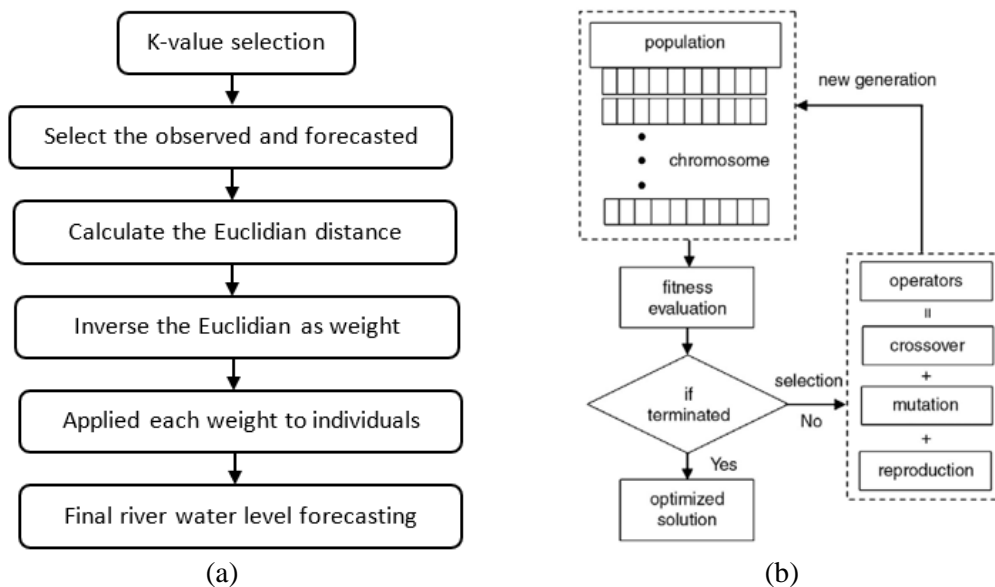 K-value selection
Select the observed and forecasted
Calculate the Euclidian distance
Inverse the Euclidian as weight
Applied each weight to individuals
Final river water level forecasting
(a)
population
chromosome
new generation
fitness
evaluation
if
terminated
selection
No
Yes
optimized
solution
operators
=
crossover
+
mutation
+
reproduction
(b)